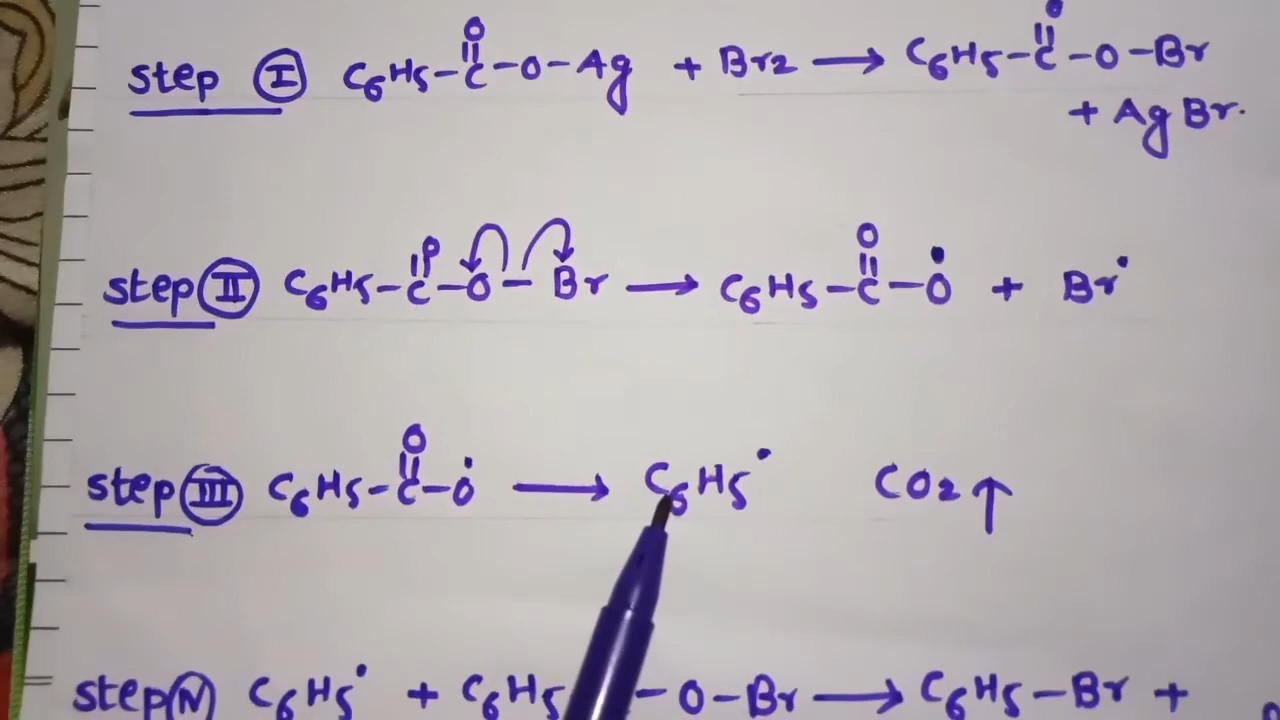 step I C6H5-C(=O)-O-Ag + Br2 ⟶ C6H5-C(=O)-O-Br
+ AgBr.
step II C6H5-C(=O)-O-Br ⟶ C6H5-C(=O)-O• + Br•
step III C6H5-C(=O)-O• ⟶ C6H5• CO2↑
step IV C6H5• + C6H5 -O-Br ⟶ C6H5-Br +